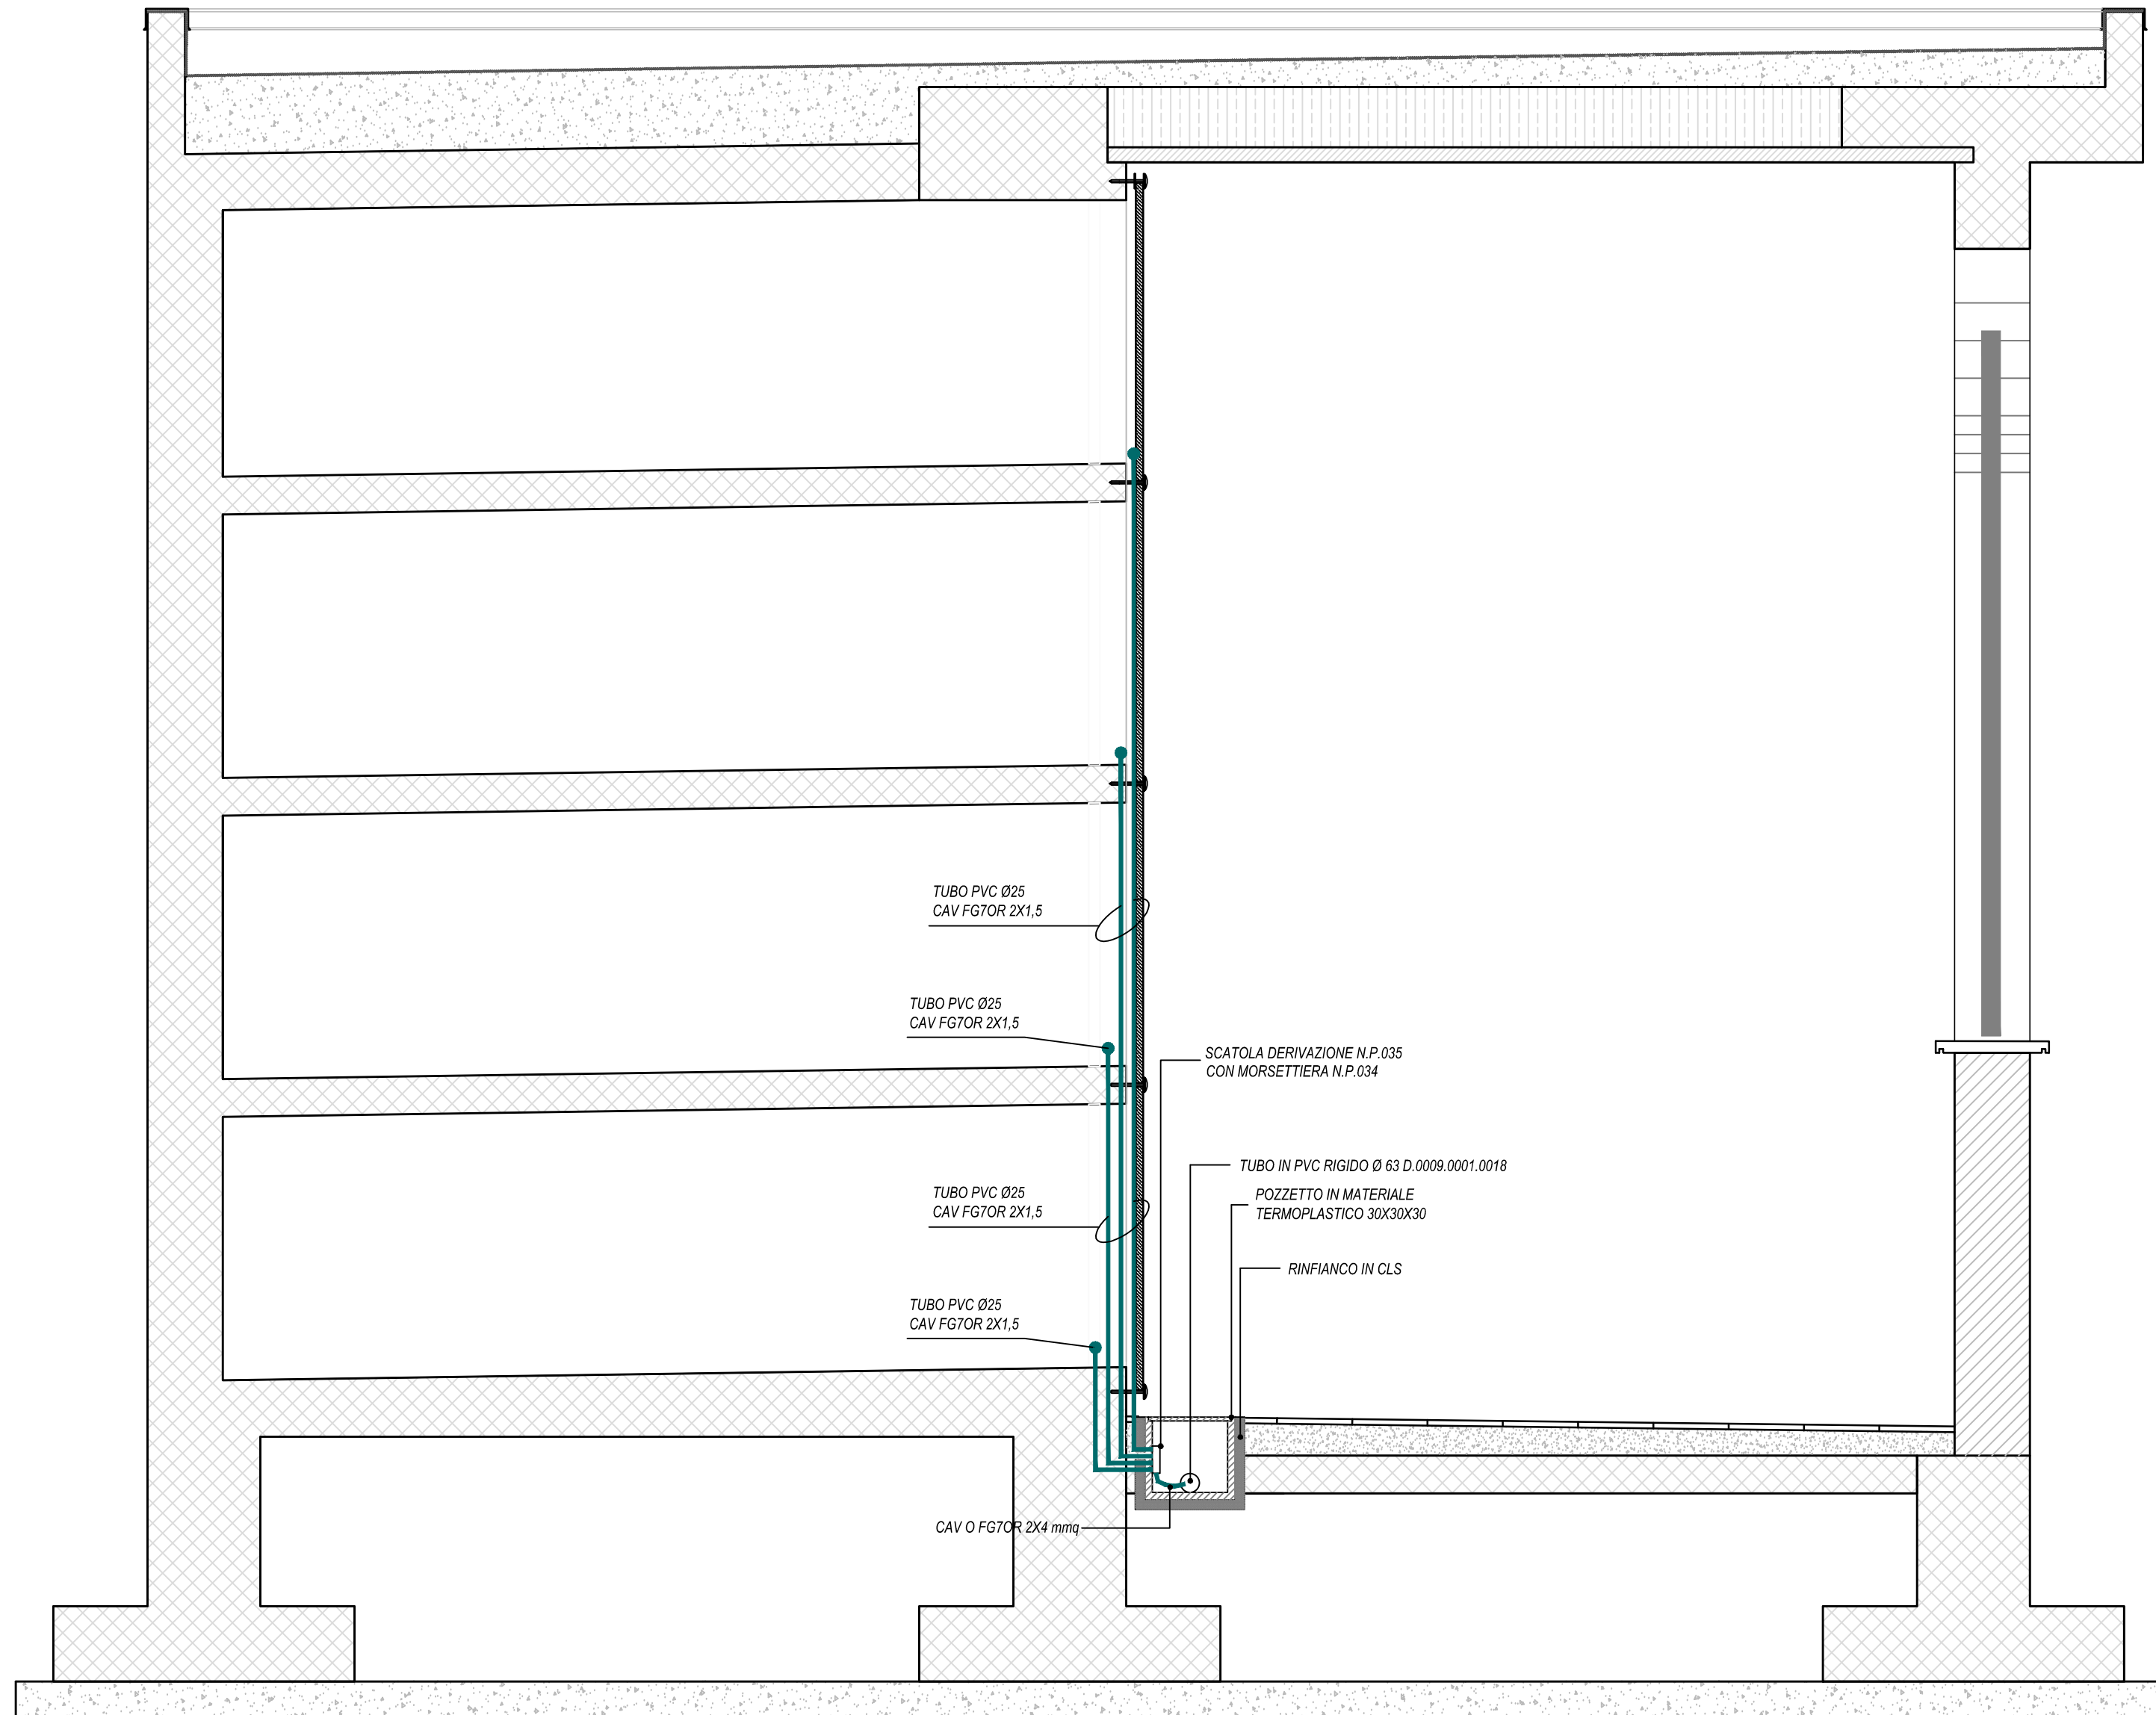 TUBO PVC Ø25
CAV FG7OR 2X1,5
TUBO PVC Ø25
CAV FG7OR 2X1,5
SCATOLA DERIVAZIONE N.P.035
CON MORSETTIERA N.P.034
TUBO IN PVC RIGIDO Ø 63 D.0009.0001.0018
TUBO PVC Ø25
CAV FG7OR 2X1,5
POZZETTO IN MATERIALE
TERMOPLASTICO 30X30X30
RINFIANCO IN CLS
TUBO PVC Ø25
CAV FG7OR 2X1,5
CAV O FG7OR 2X4 mmq